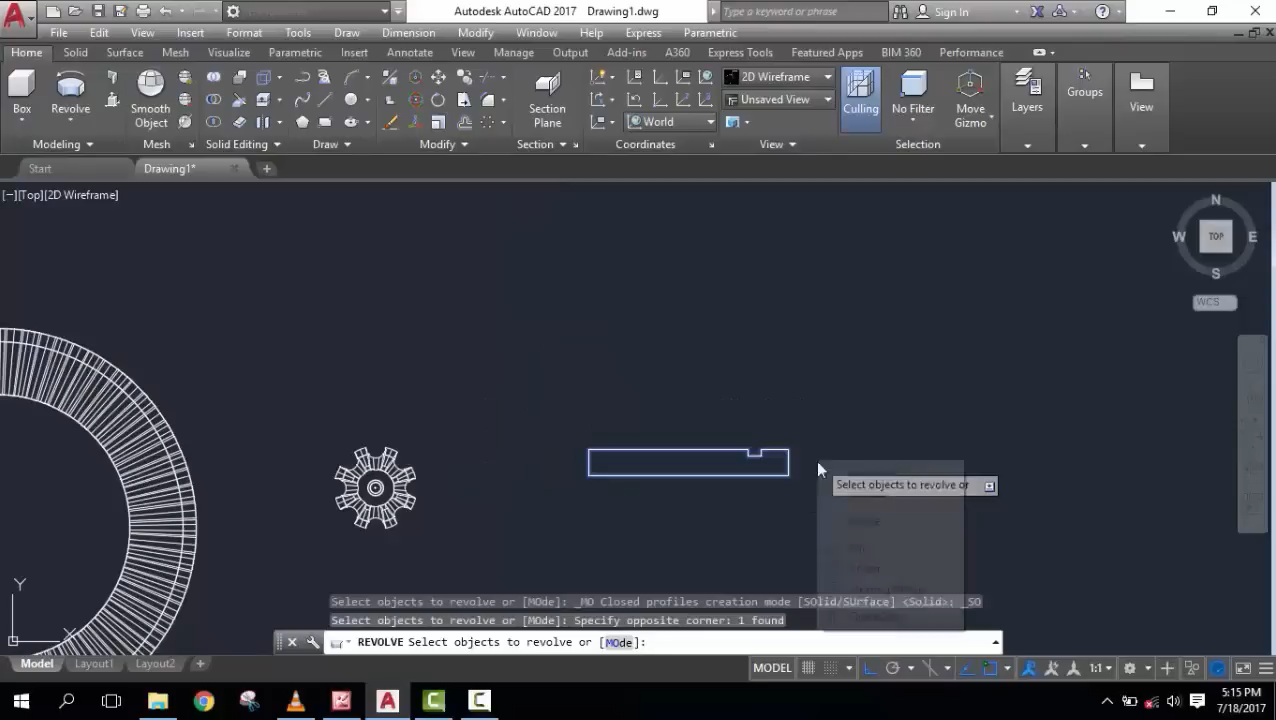 Autodesk AutoCAD 2017 Drawing1.dwg
Type a keyword or phrase
Sign In
File Edit View Insert Format Tools Draw Dimension Modify Window Help Express Parametric
Home Solid Surface Mesh Visualize Parametric Insert Annotate View Manage Output Add-ins A360 Express Tools Featured Apps BIM 360 Performance
Box
Revolve
Smooth
Object
Section
Plane
2D Wireframe
Unsaved View
World
Culling
No Filter
Move
Gizmo
Layers
Groups
View
Modeling
Mesh
Solid Editing
Draw
Modify
Section
Coordinates
View
Selection
Start
Drawing1*
[−][Top][2D Wireframe]
N
W TOP E
S
WCS
Select objects to revolve or
Y
Select objects to revolve or [MOde]: _MO Closed profiles creation mode [SOlid/SUrface] <Solid>: _SO
Select objects to revolve or [MOde]: Specify opposite corner: 1 found
REVOLVE Select objects to revolve or [MOde]:
Model Layout1 Layout2
MODEL
1:1
5:15 PM
7/18/2017